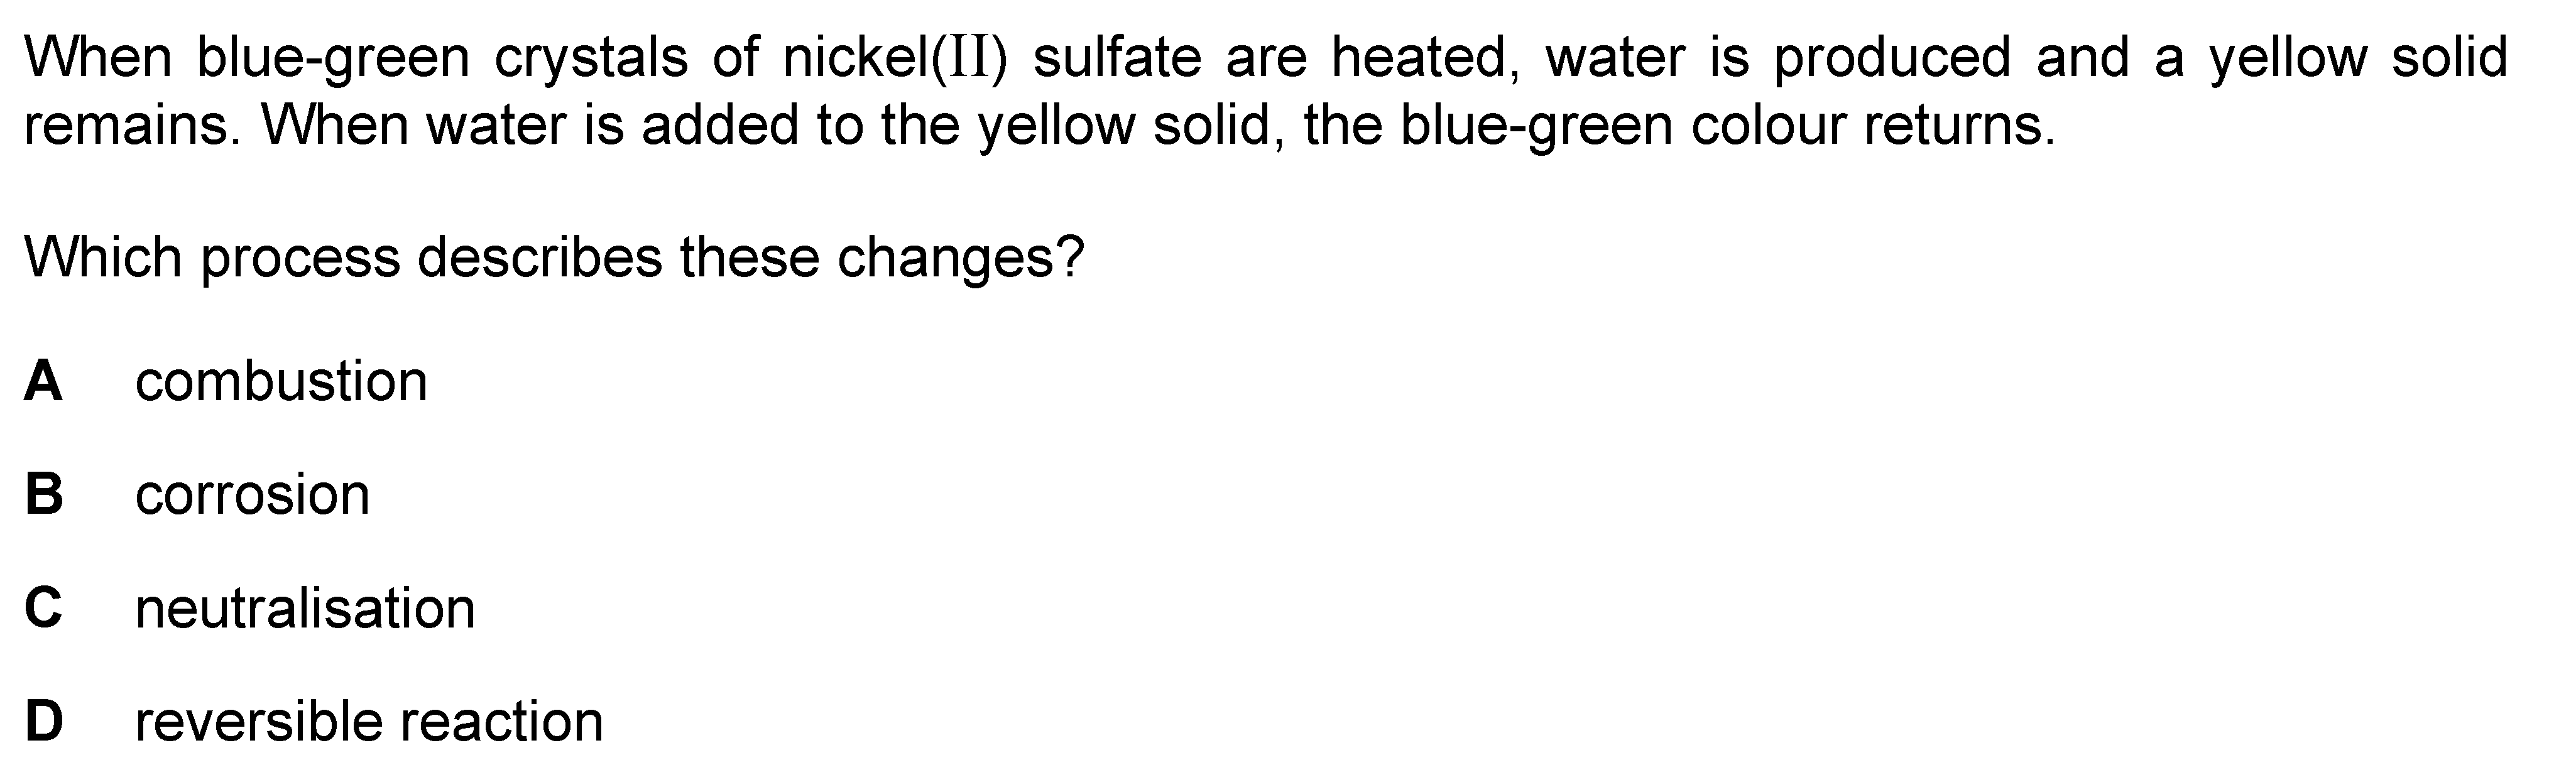 When blue-green crystals of nickel(II) sulfate are heated, water is produced and a yellow solid
remains. When water is added to the yellow solid, the blue-green colour returns.
Which process describes these changes?
A combustion
B corrosion
C neutralisation
D reversible reaction